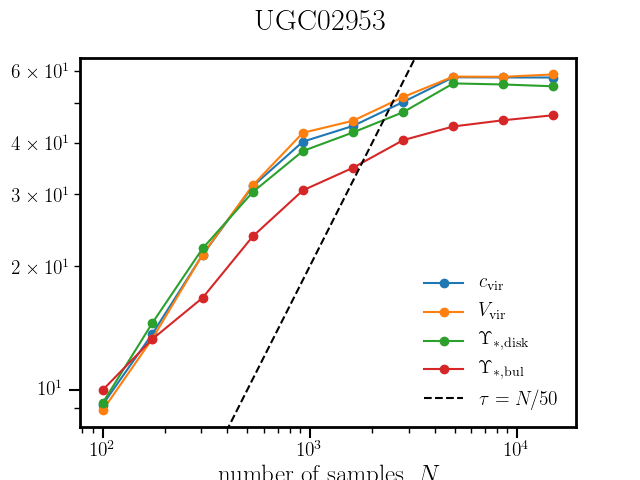 UGC02953
6 × 10¹
4 × 10¹
3 × 10¹
2 × 10¹
10¹
c_vir
V_vir
Υ_*,disk
Υ_*,bul
τ = N/50
10² 10³ 10⁴
number of samples, N